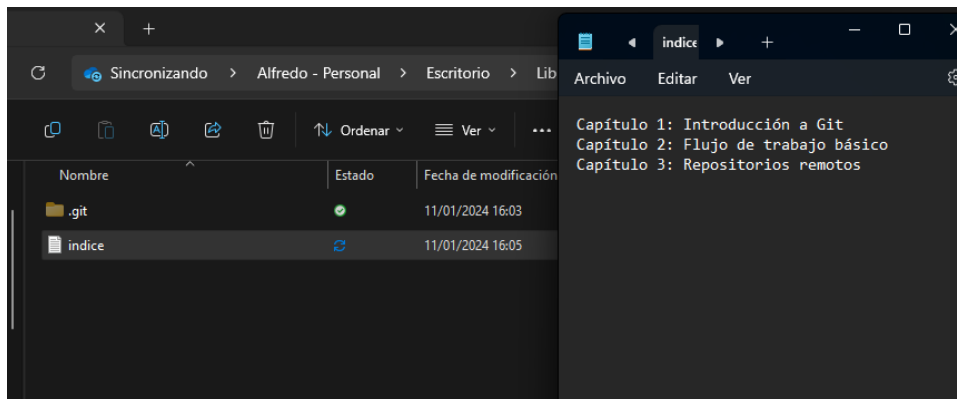 Sincronizando > Alfredo - Personal > Escritorio > Lib
Ordenar
Ver
Nombre
Estado
Fecha de modificación
.git
11/01/2024 16:03
indice
11/01/2024 16:05
indice
Archivo
Editar
Ver
Capítulo 1: Introducción a Git
Capítulo 2: Flujo de trabajo básico
Capítulo 3: Repositorios remotos